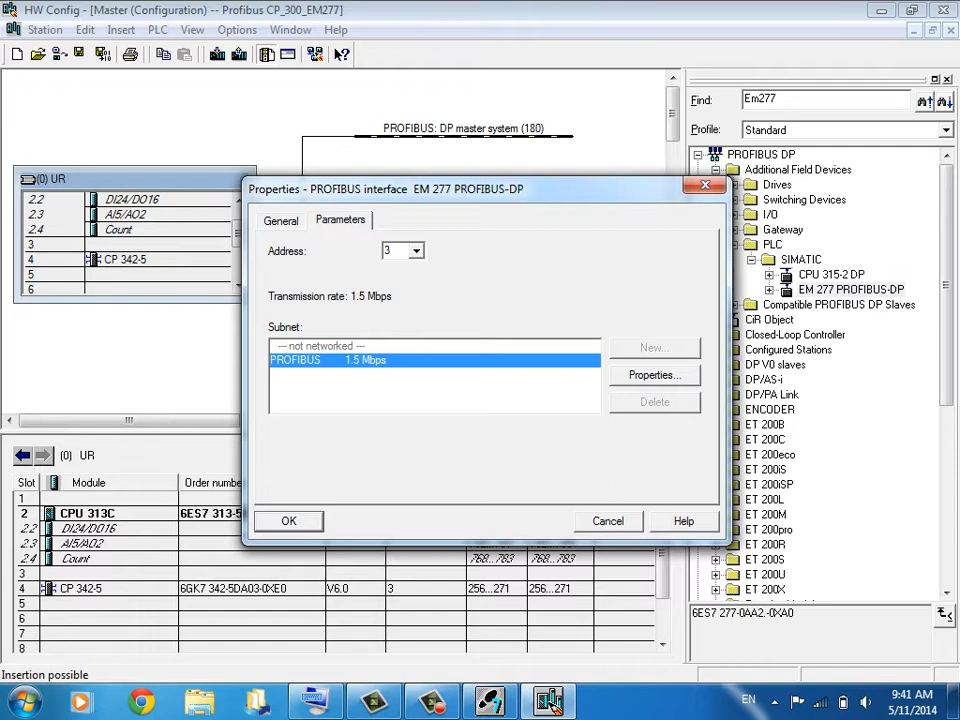 HW Config - [Master (Configuration) -- Profibus CP_300_EM277]
Station Edit Insert PLC View Options Window Help
Find: Em277
Profile: Standard
PROFIBUS: DP master system (180)
(0) UR
2.2 DI24/DO16
2.3 AI5/AO2
2.4 Count
3
4 CP 342-5
5
6
PROFIBUS DP
Additional Field Devices
Drives
Switching Devices
I/O
Gateway
PLC
SIMATIC
CPU 315-2 DP
EM 277 PROFIBUS-DP
Compatible PROFIBUS DP Slaves
CiR Object
Closed-Loop Controller
Configured Stations
DP V0 slaves
DP/AS-i
DP/PA Link
ENCODER
ET 200B
ET 200C
ET 200eco
ET 200iS
ET 200iSP
ET 200L
ET 200M
ET 200pro
ET 200R
ET 200S
ET 200U
ET 200X
6ES7 277-0AA2.-0XA0
Properties - PROFIBUS interface EM 277 PROFIBUS-DP
General Parameters
Address: 3
Transmission rate: 1.5 Mbps
Subnet:
--- not networked ---
PROFIBUS 1.5 Mbps
New...
Properties...
Delete
OK Cancel Help
(0) UR
Slot Module Order numbe
1
2 CPU 313C 6ES7 313-5
2.2 DI24/DO16
2.3 AI5/AO2
2.4 Count 768...783 768...783
3
4 CP 342-5 6GK7 342-5DA03-0XE0 V6.0 3 256...271 256...271
5
6
7
8
Insertion possible
EN
9:41 AM
5/11/2014